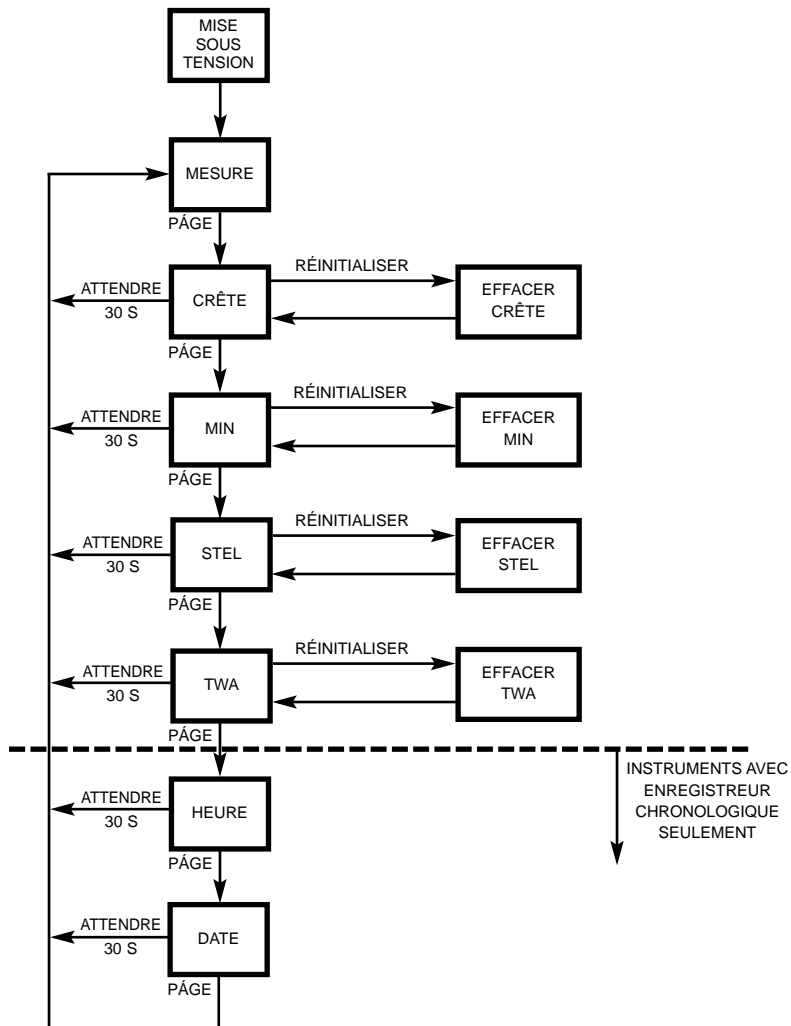 MISE
SOUS
TENSION
MESURE
PÁGE
RÉINITIALISER
ATTENDRE
30 S
CRÊTE
EFFACER
CRÊTE
PÁGE
RÉINITIALISER
ATTENDRE
30 S
MIN
EFFACER
MIN
PÁGE
RÉINITIALISER
ATTENDRE
30 S
STEL
EFFACER
STEL
PÁGE
RÉINITIALISER
ATTENDRE
30 S
TWA
EFFACER
TWA
PÁGE
INSTRUMENTS AVEC
ENREGISTREUR
CHRONOLOGIQUE
SEULEMENT
ATTENDRE
30 S
HEURE
PÁGE
ATTENDRE
30 S
DATE
PÁGE